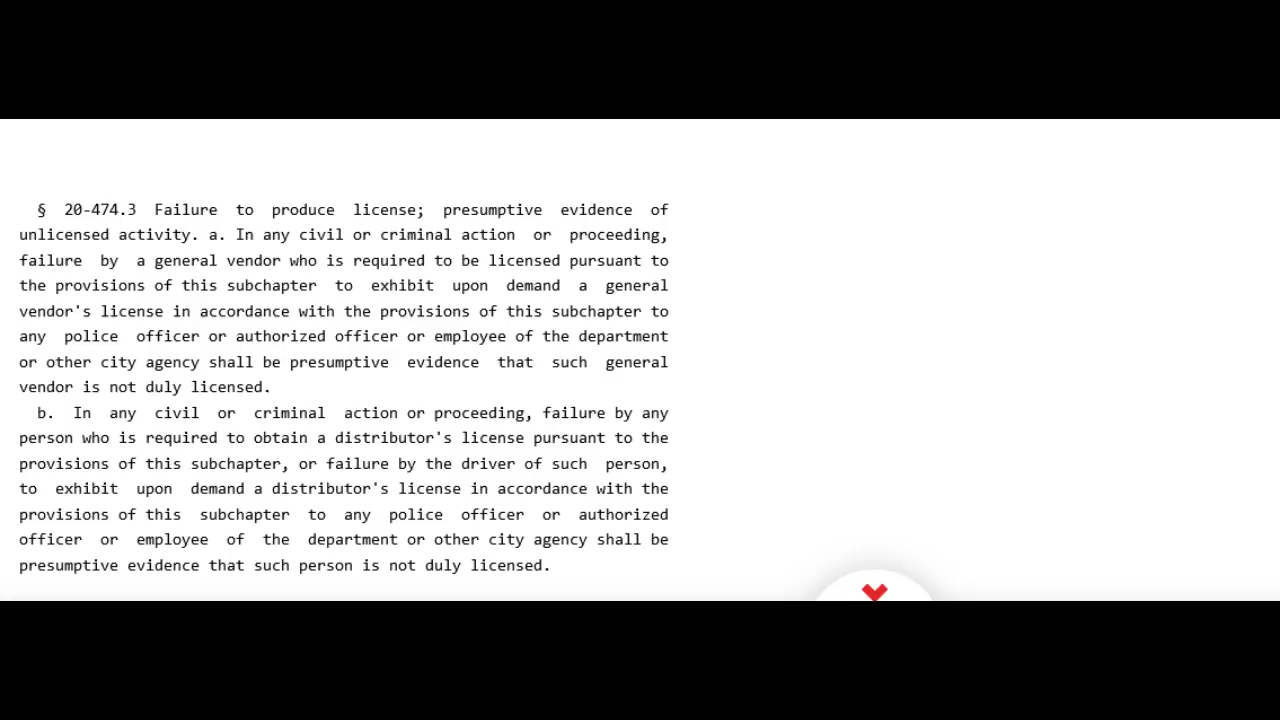 § 20-474.3 Failure to produce license; presumptive evidence of
unlicensed activity. a. In any civil or criminal action or proceeding,
failure by a general vendor who is required to be licensed pursuant to
the provisions of this subchapter to exhibit upon demand a general
vendor's license in accordance with the provisions of this subchapter to
any police officer or authorized officer or employee of the department
or other city agency shall be presumptive evidence that such general
vendor is not duly licensed.
b. In any civil or criminal action or proceeding, failure by any
person who is required to obtain a distributor's license pursuant to the
provisions of this subchapter, or failure by the driver of such person,
to exhibit upon demand a distributor's license in accordance with the
provisions of this subchapter to any police officer or authorized
officer or employee of the department or other city agency shall be
presumptive evidence that such person is not duly licensed.